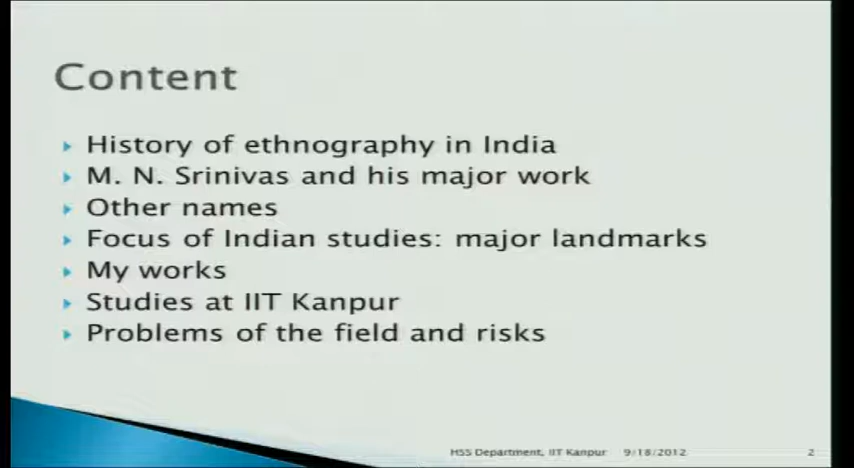 Content
History of ethnography in India
M. N. Srinivas and his major work
Other names
Focus of Indian studies: major landmarks
My works
Studies at IIT Kanpur
Problems of the field and risks
HSS Department, IIT Kanpur 9/18/2012 2